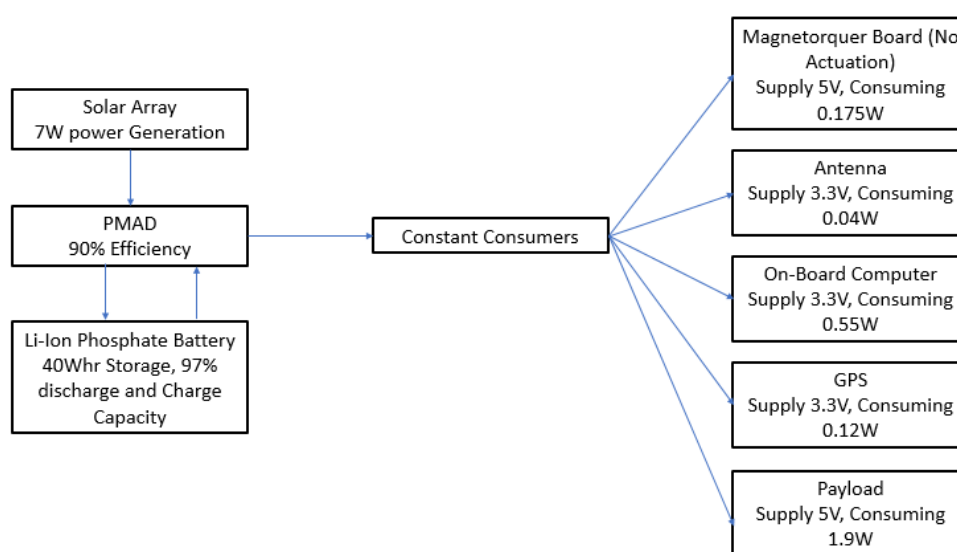 Solar Array
7W power Generation
PMAD
90% Efficiency
Li-Ion Phosphate Battery
40Whr Storage, 97%
discharge and Charge
Capacity
Constant Consumers
Magnetorquer Board (No
Actuation)
Supply 5V, Consuming
0.175W
Antenna
Supply 3.3V, Consuming
0.04W
On-Board Computer
Supply 3.3V, Consuming
0.55W
GPS
Supply 3.3V, Consuming
0.12W
Payload
Supply 5V, Consuming
1.9W